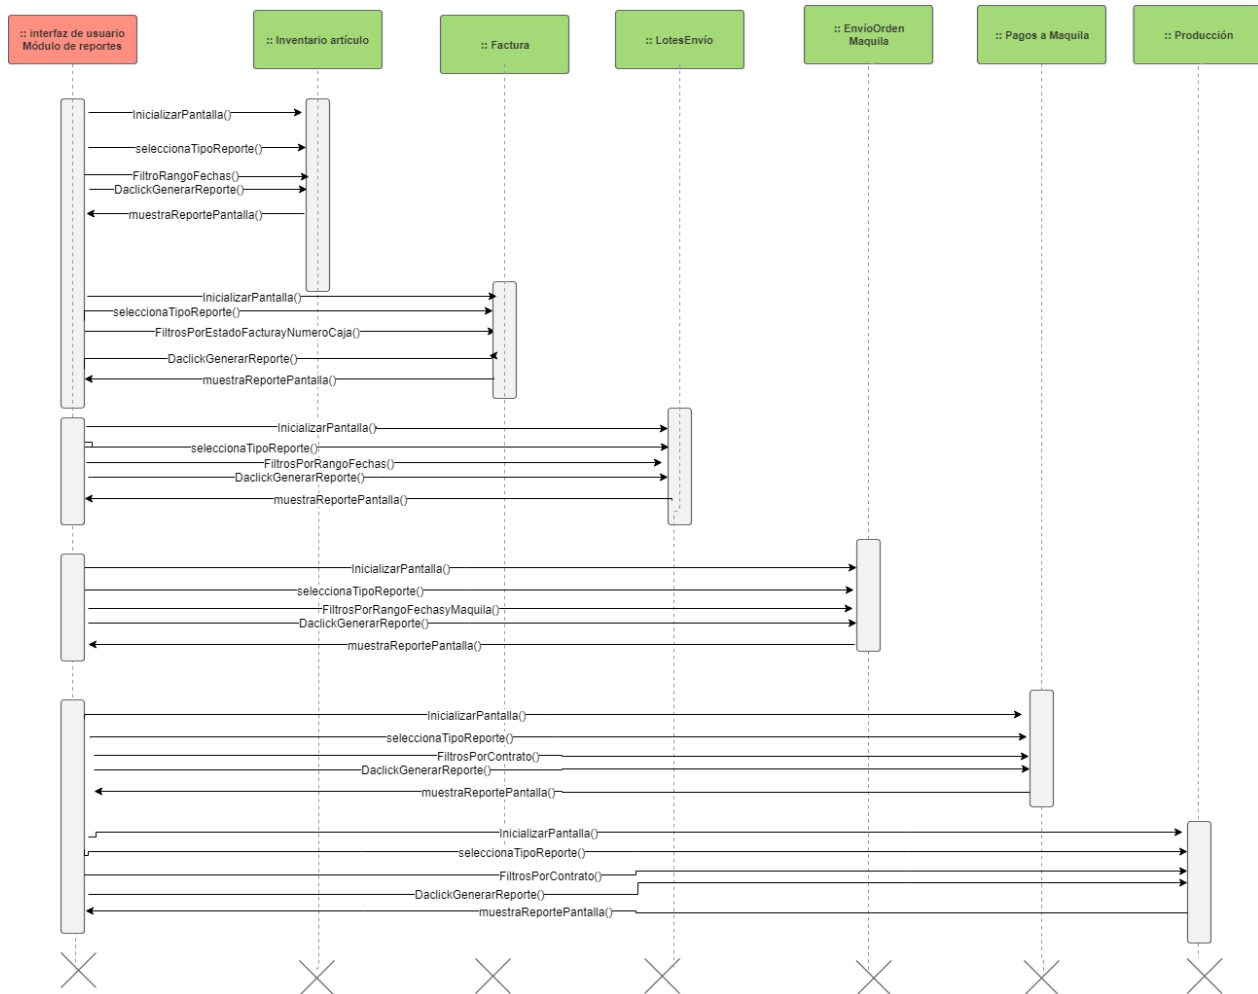 :: interfaz de usuario
Módulo de reportes
:: Inventario artículo
:: Factura
:: LotesEnvío
:: EnvíoOrden
Maquila
:: Pagos a Maquila
:: Producción
InicializarPantalla()
seleccionaTipoReporte()
FiltroRangoFechas()
DaclickGenerarReporte()
muestraReportePantalla()
InicializarPantalla()
seleccionaTipoReporte()
FiltrosPorEstadoFacturayNumeroCaja()
DaclickGenerarReporte()
muestraReportePantalla()
InicializarPantalla()
seleccionaTipoReporte()
FiltrosPorRangoFechas()
DaclickGenerarReporte()
muestraReportePantalla()
InicializarPantalla()
seleccionaTipoReporte()
FiltrosPorRangoFechasyMaquila()
DaclickGenerarReporte()
muestraReportePantalla()
InicializarPantalla()
seleccionaTipoReporte()
FiltrosPorContrato()
DaclickGenerarReporte()
muestraReportePantalla()
InicializarPantalla()
seleccionaTipoReporte()
FiltrosPorContrato()
DaclickGenerarReporte()
muestraReportePantalla()